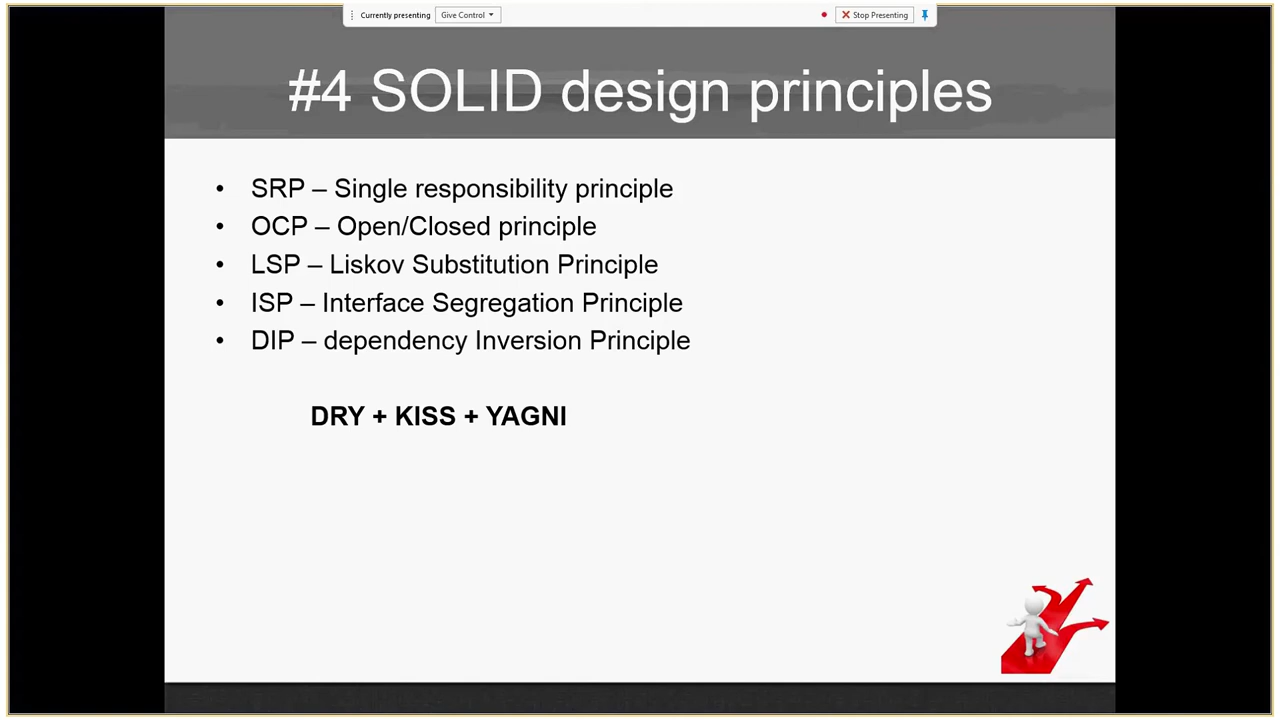 Currently presenting Give Control Stop Presenting
#4 SOLID design principles
• SRP – Single responsibility principle
• OCP – Open/Closed principle
• LSP – Liskov Substitution Principle
• ISP – Interface Segregation Principle
• DIP – dependency Inversion Principle
DRY + KISS + YAGNI